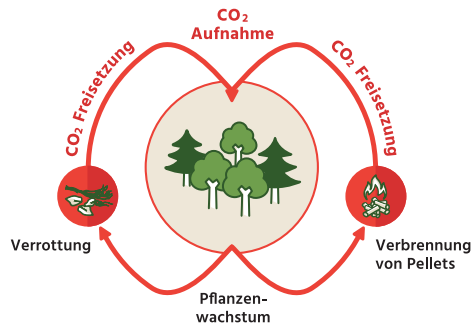 CO₂
Aufnahme
CO₂ Freisetzung
CO₂ Freisetzung
Verrottung
Verbrennung
von Pellets
Pflanzen-
wachstum